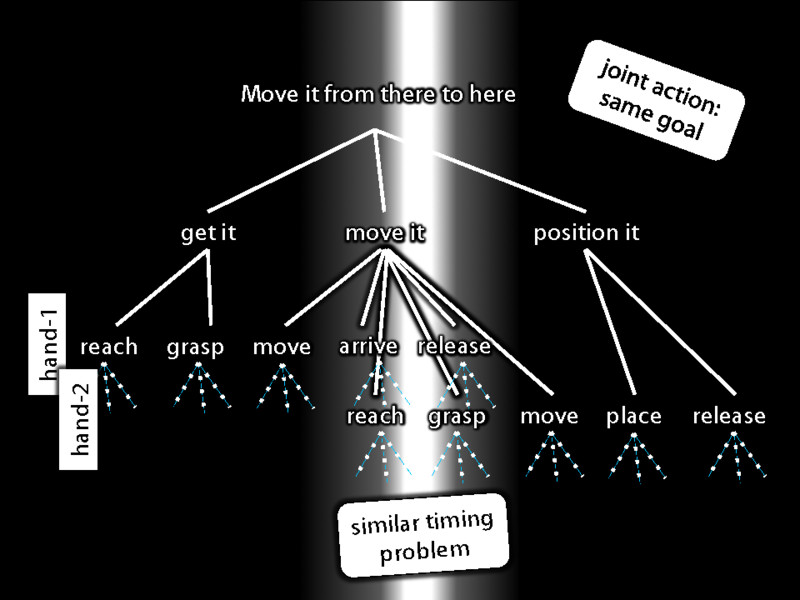 Move it from there to here
joint action:
same goal
get it
move it
position it
hand-1
reach
grasp
move
arrive
release
hand-2
reach
grasp
move
place
release
similar timing
problem